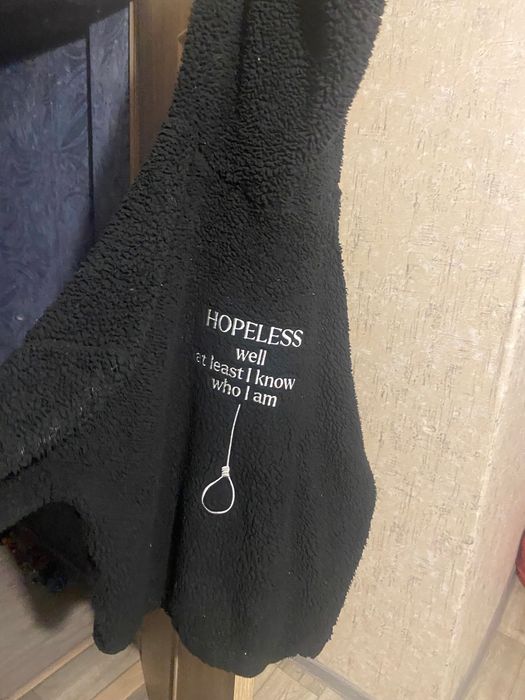 HOPELESS
well
at least I know
who I am